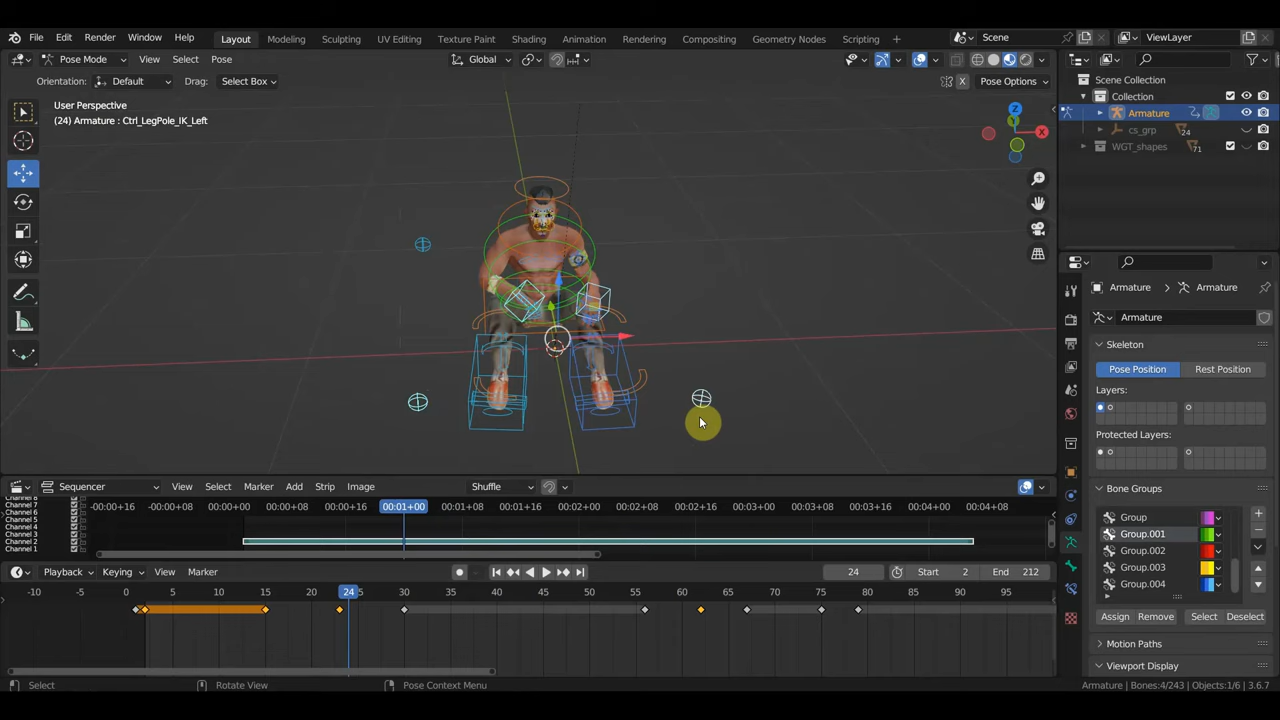 File Edit Render Window Help Layout Modeling Sculpting UV Editing Texture Paint Shading Animation Rendering Compositing Geometry Nodes Scripting + Scene ViewLayer
Pose Mode View Select Pose Global
Orientation: Default Drag: Select Box X Pose Options
Scene Collection
Collection
Armature
cs_grp 24
WGT_shapes 71
User Perspective
(24) Armature : Ctrl_LegPole_IK_Left
Z
Y
X
Armature Armature
Armature
Skeleton
Pose Position Rest Position
Layers:
Protected Layers:
Bone Groups
Group
Group.001
Group.002
Group.003
Group.004
Assign Remove Select Deselect
Motion Paths
Viewport Display
Sequencer View Select Marker Add Strip Image Shuffle
-00:00+16 -00:00+08 00:00+00 00:00+08 00:00+16 00:01+00 00:01+08 00:01+16 00:02+00 00:02+08 00:02+16 00:03+00 00:03+08 00:03+16 00:04+00 00:04+08
Channel 7
Channel 6
Channel 5
Channel 4
Channel 3
Channel 2
Channel 1
Playback Keying View Marker 24 Start 2 End 212
-10 -5 0 5 10 15 20 24 25 30 35 40 45 50 55 60 65 70 75 80 85 90 95
Select Rotate View Pose Context Menu Armature | Bones:4/243 | Objects:1/6 | 3.6.7